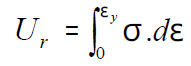 U_r = ∫_0^{ε_y} σ.dε